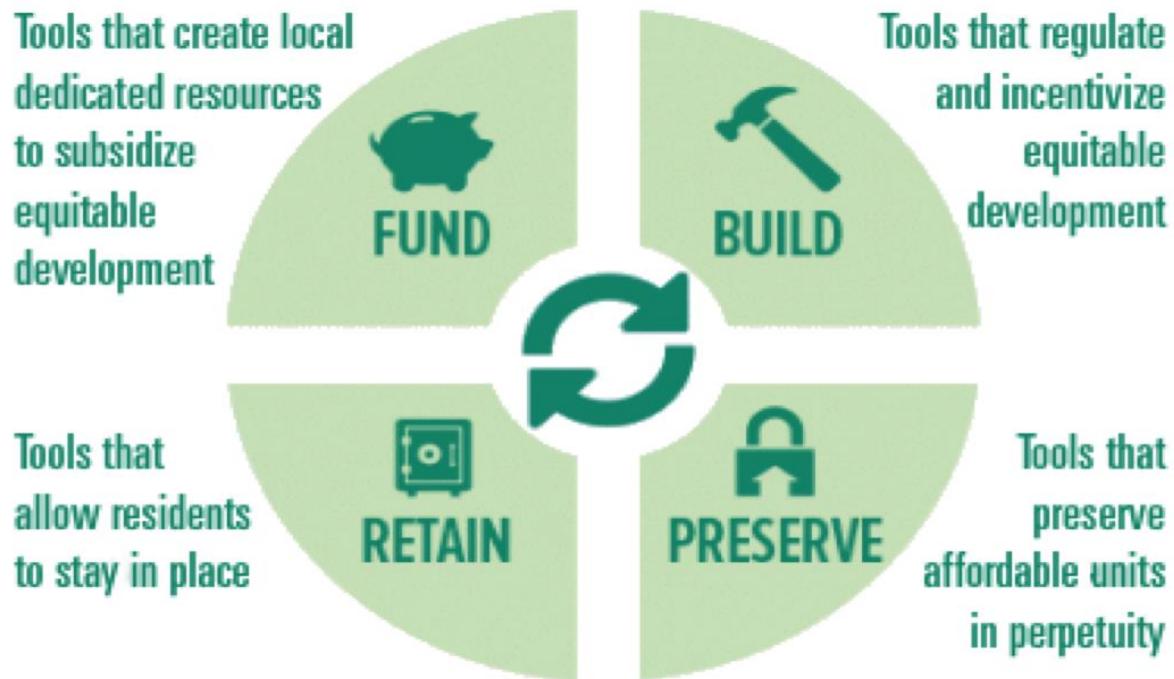 Tools that create local
dedicated resources
to subsidize
equitable
development
FUND
Tools that regulate
and incentivize
equitable
development
BUILD
Tools that
allow residents
to stay in place
RETAIN
Tools that
preserve
affordable units
in perpetuity
PRESERVE